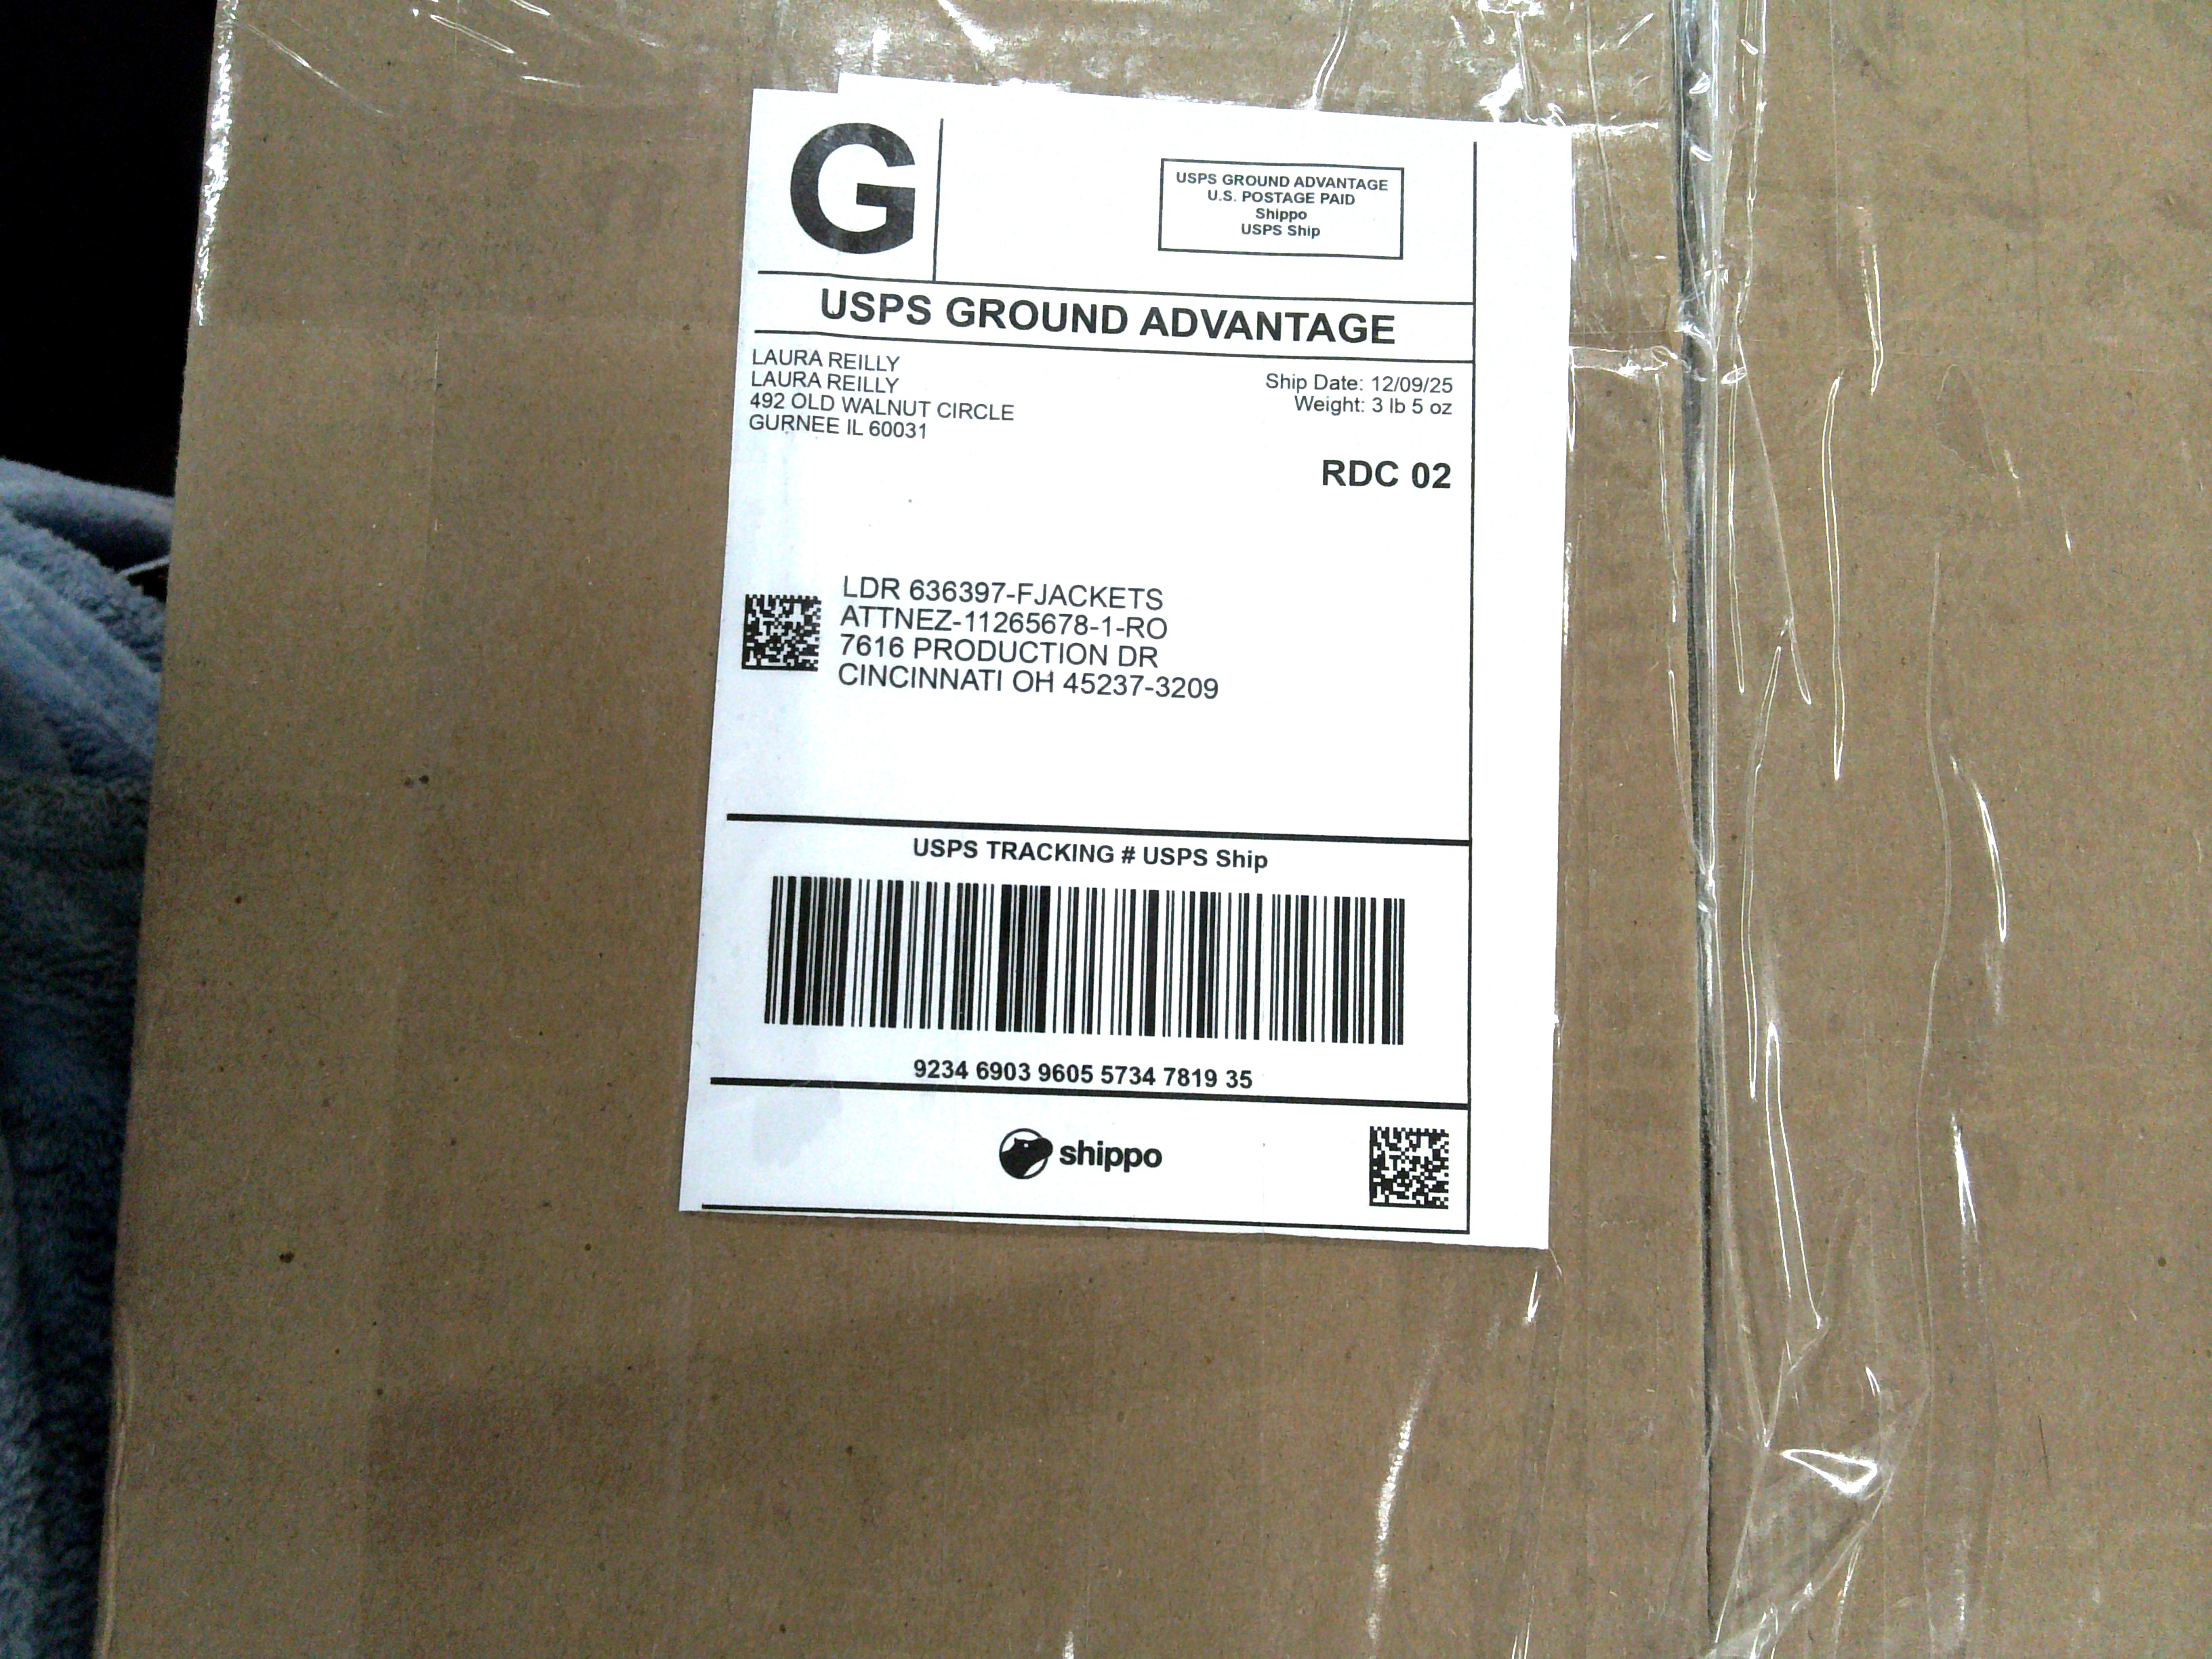 G
USPS GROUND ADVANTAGE
U.S. POSTAGE PAID
Shippo
USPS Ship
USPS GROUND ADVANTAGE
LAURA REILLY
LAURA REILLY
492 OLD WALNUT CIRCLE
GURNEE IL 60031
Ship Date: 12/09/25
Weight: 3 lb 5 oz
RDC 02
LDR 636397-FJACKETS
ATTNEZ-11265678-1-RO
7616 PRODUCTION DR
CINCINNATI OH 45237-3209
USPS TRACKING # USPS Ship
9234 6903 9605 5734 7819 35
shippo